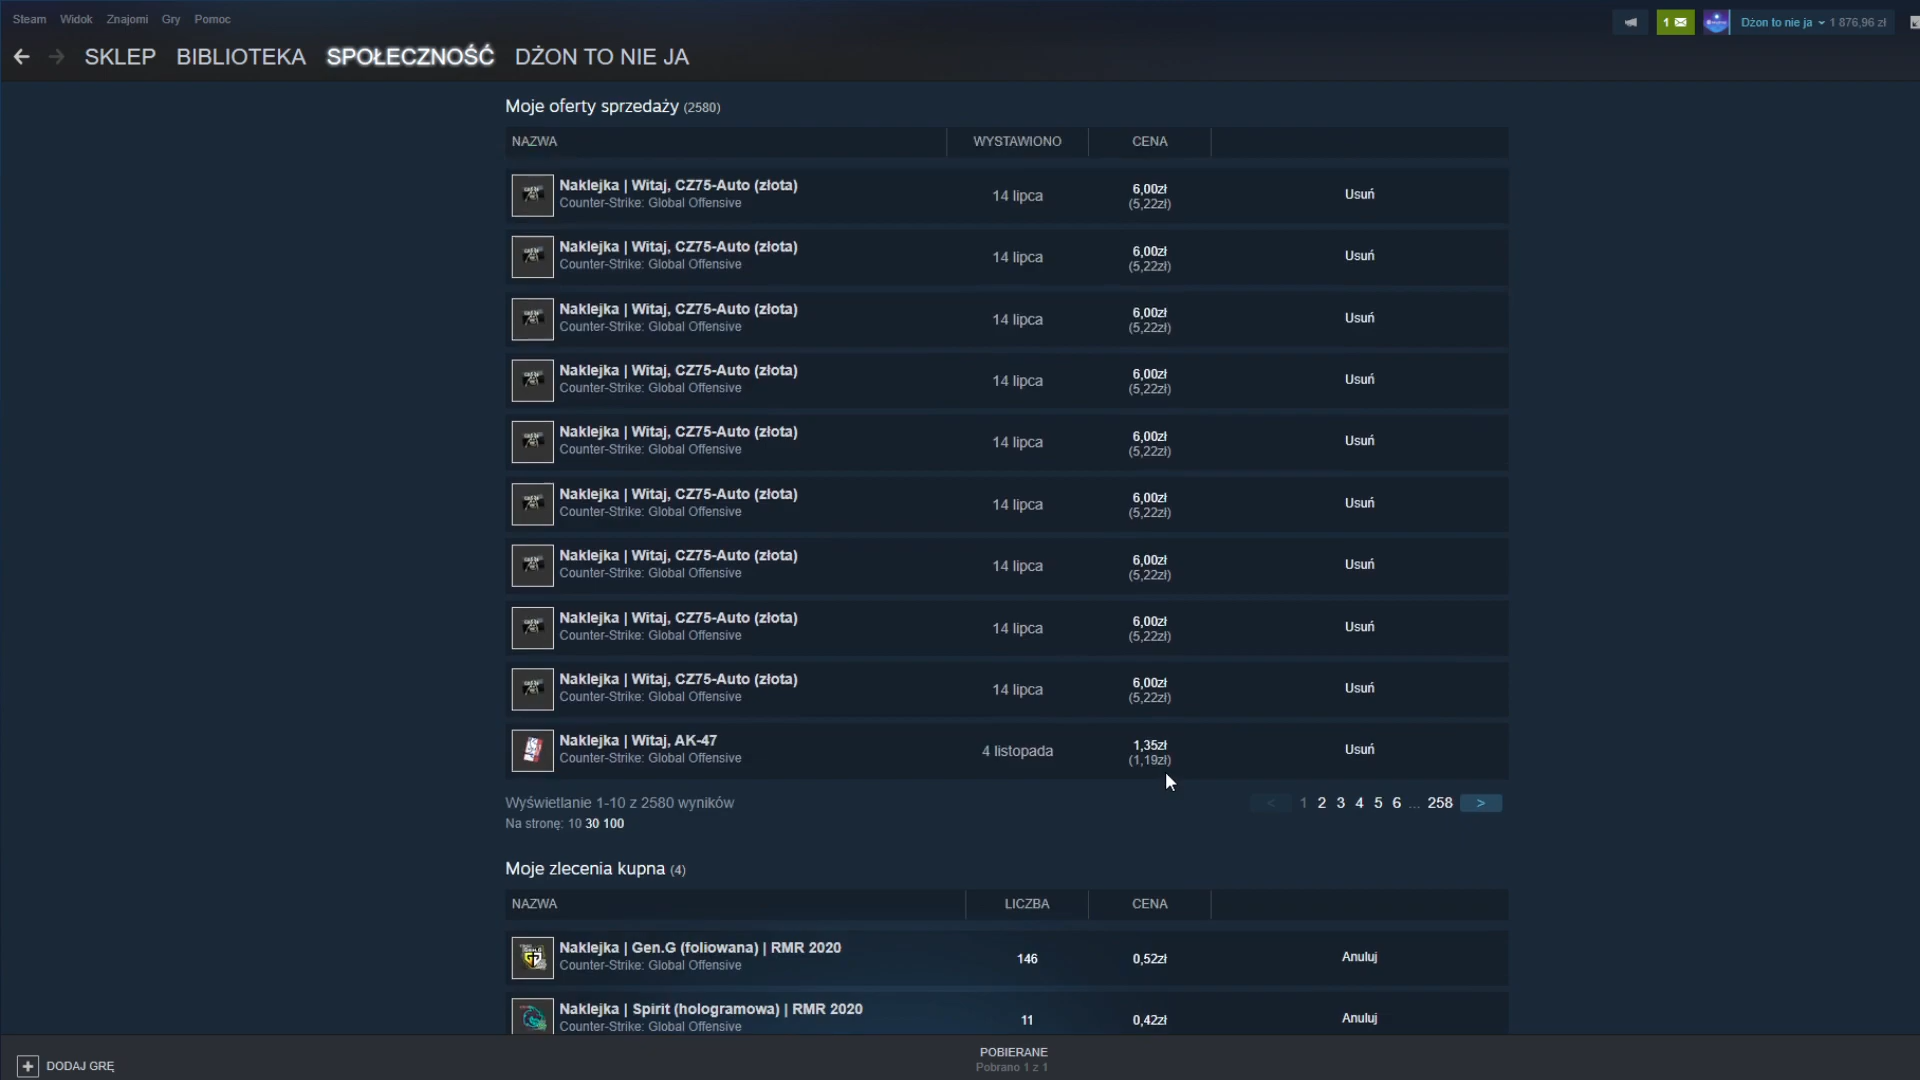 Steam Widok Znajomi Gry Pomoc
1 Dżon to nie ja 1 876,96 zł
SKLEP BIBLIOTEKA SPOŁECZNOŚĆ DŻON TO NIE JA
Moje oferty sprzedaży (2580)
NAZWA WYSTAWIONO CENA
Naklejka | Witaj, CZ75-Auto (złota)
Counter-Strike: Global Offensive
14 lipca
6,00zł
(5,22zł)
Usuń
Naklejka | Witaj, CZ75-Auto (złota)
Counter-Strike: Global Offensive
14 lipca
6,00zł
(5,22zł)
Usuń
Naklejka | Witaj, CZ75-Auto (złota)
Counter-Strike: Global Offensive
14 lipca
6,00zł
(5,22zł)
Usuń
Naklejka | Witaj, CZ75-Auto (złota)
Counter-Strike: Global Offensive
14 lipca
6,00zł
(5,22zł)
Usuń
Naklejka | Witaj, CZ75-Auto (złota)
Counter-Strike: Global Offensive
14 lipca
6,00zł
(5,22zł)
Usuń
Naklejka | Witaj, CZ75-Auto (złota)
Counter-Strike: Global Offensive
14 lipca
6,00zł
(5,22zł)
Usuń
Naklejka | Witaj, CZ75-Auto (złota)
Counter-Strike: Global Offensive
14 lipca
6,00zł
(5,22zł)
Usuń
Naklejka | Witaj, CZ75-Auto (złota)
Counter-Strike: Global Offensive
14 lipca
6,00zł
(5,22zł)
Usuń
Naklejka | Witaj, CZ75-Auto (złota)
Counter-Strike: Global Offensive
14 lipca
6,00zł
(5,22zł)
Usuń
Naklejka | Witaj, AK-47
Counter-Strike: Global Offensive
4 listopada
1,35zł
(1,19zł)
Usuń
Wyświetlanie 1-10 z 2580 wyników
< 1 2 3 4 5 6 ... 258 >
Na stronę: 10 30 100
Moje zlecenia kupna (4)
NAZWA LICZBA CENA
Naklejka | Gen.G (foliowana) | RMR 2020
Counter-Strike: Global Offensive
146
0,52zł
Anuluj
Naklejka | Spirit (hologramowa) | RMR 2020
Counter-Strike: Global Offensive
11
0,42zł
Anuluj
DODAJ GRĘ
POBIERANE
Pobrano 1 z 1